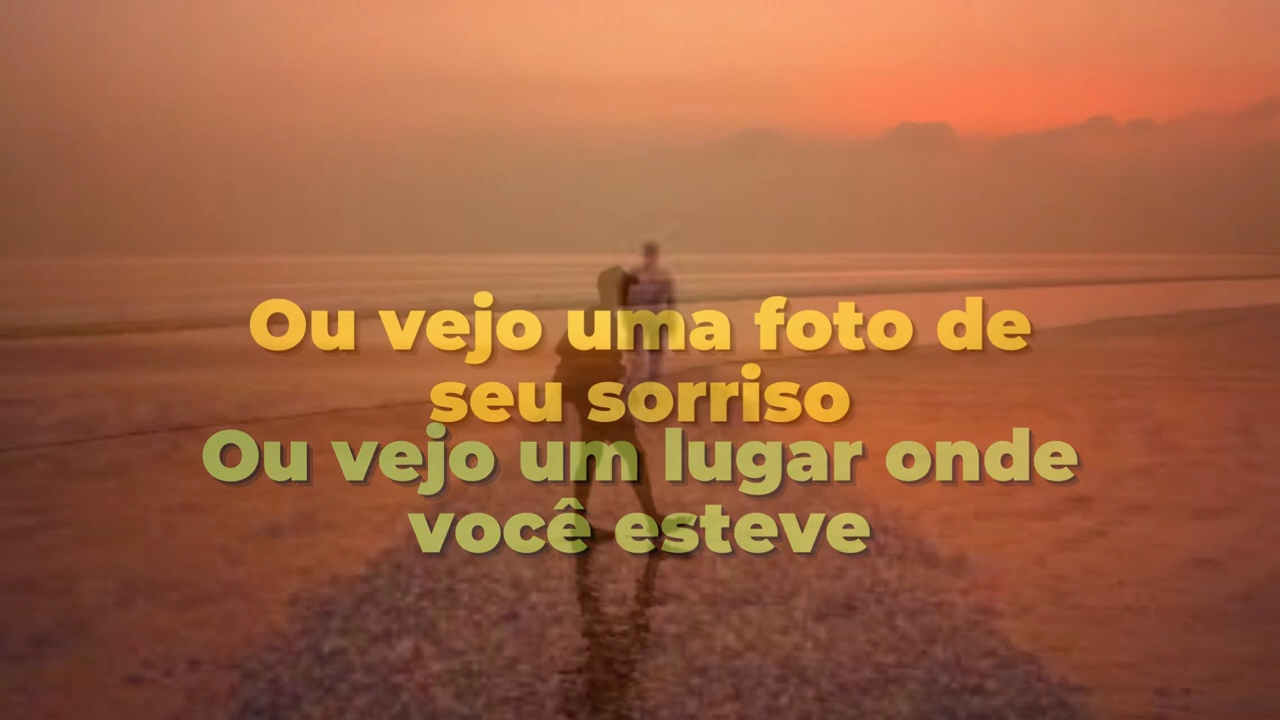 Ou vejo uma foto de
seu sorriso
Ou vejo um lugar onde
você esteve